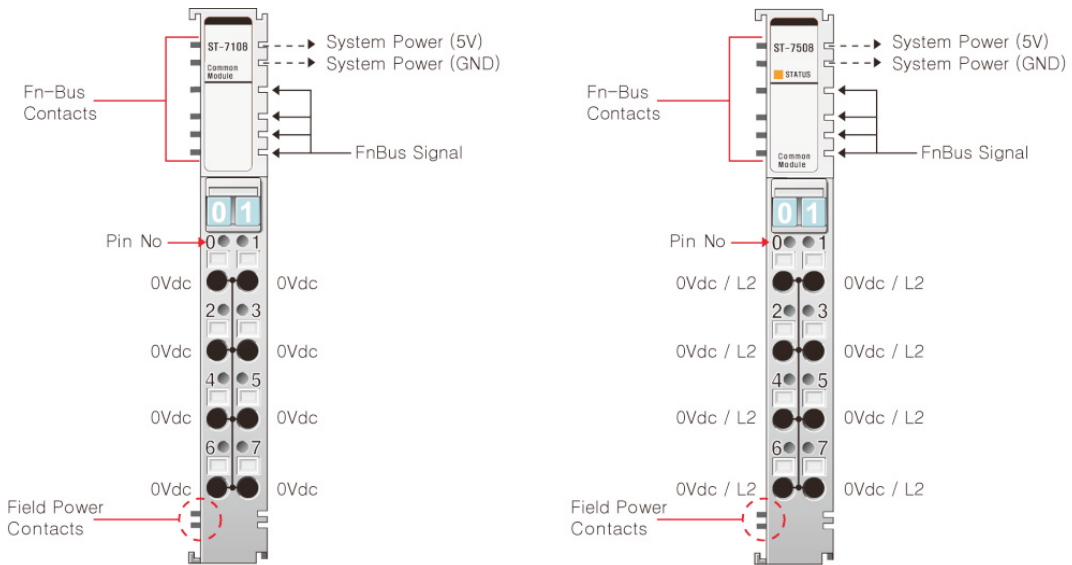 ST-7108
Common
Module
System Power (5V)
System Power (GND)
Fn-Bus
Contacts
FnBus Signal
01
Pin No
0 1
0Vdc 0Vdc
2 3
0Vdc 0Vdc
4 5
0Vdc 0Vdc
6 7
0Vdc 0Vdc
Field Power
Contacts
ST-7508
STATUS
System Power (5V)
System Power (GND)
Fn-Bus
Contacts
FnBus Signal
Common
Module
01
Pin No
0 1
0Vdc / L2 0Vdc / L2
2 3
0Vdc / L2 0Vdc / L2
4 5
0Vdc / L2 0Vdc / L2
6 7
0Vdc / L2 0Vdc / L2
Field Power
Contacts